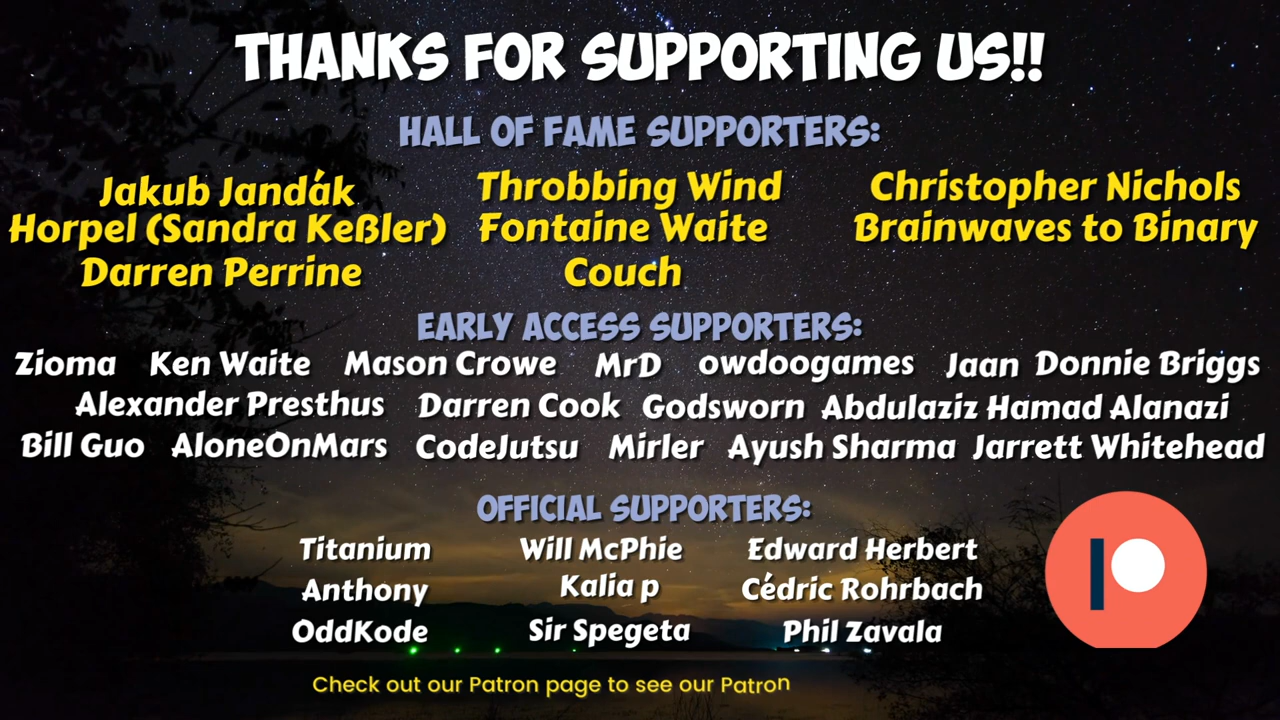 THANKS FOR SUPPORTING US!!
HALL OF FAME SUPPORTERS:
Jakub Jandák Throbbing Wind Christopher Nichols
Horpel (Sandra Keßler) Fontaine Waite Brainwaves to Binary
Darren Perrine Couch
EARLY ACCESS SUPPORTERS:
Zioma Ken Waite Mason Crowe MrD owdoogames Jaan Donnie Briggs
Alexander Presthus Darren Cook Godsworn Abdulaziz Hamad Alanazi
Bill Guo AloneOnMars CodeJutsu Mirler Ayush Sharma Jarrett Whitehead
OFFICIAL SUPPORTERS:
Titanium Will McPhie Edward Herbert
Anthony Kalia p Cédric Rohrbach
OddKode Sir Spegeta Phil Zavala
Check out our Patron page to see our Patron